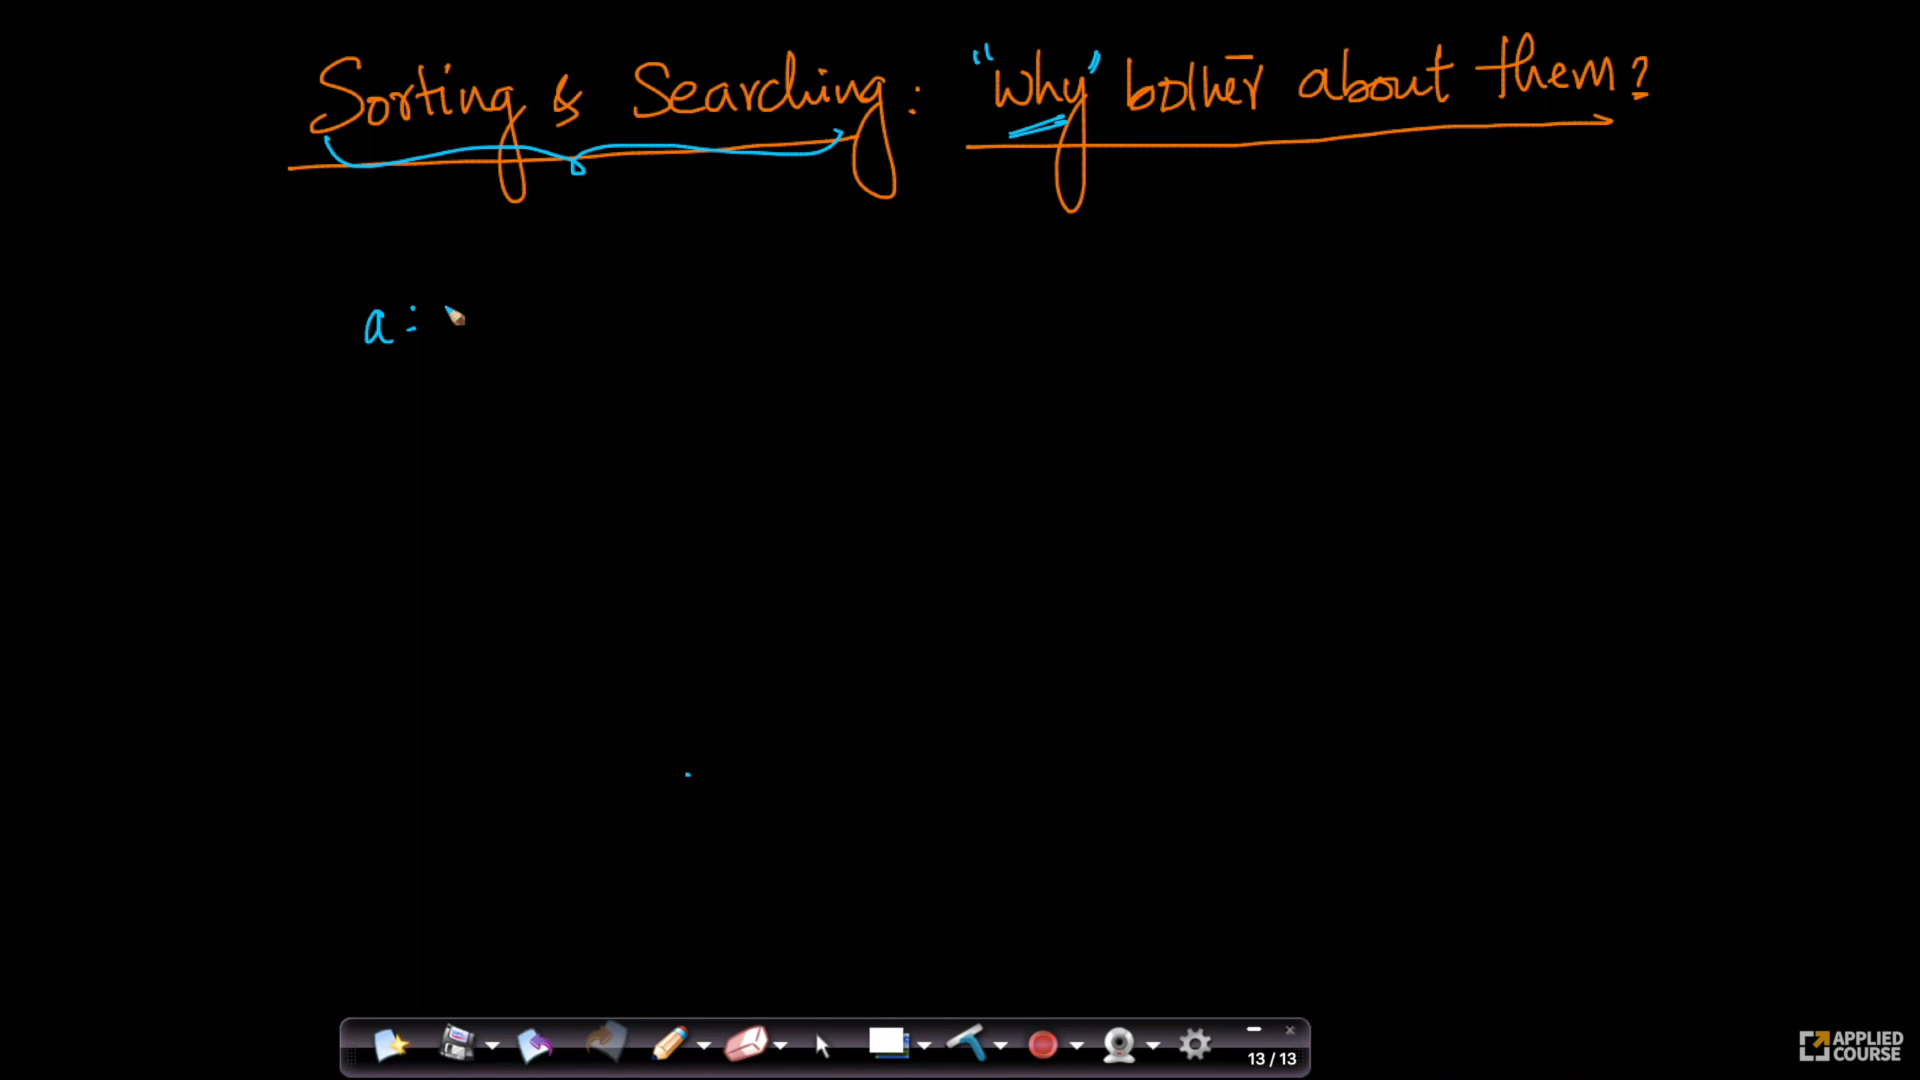 Sorting & Searching: "Why" bother about them?
a:
13 / 13
APPLIED
COURSE